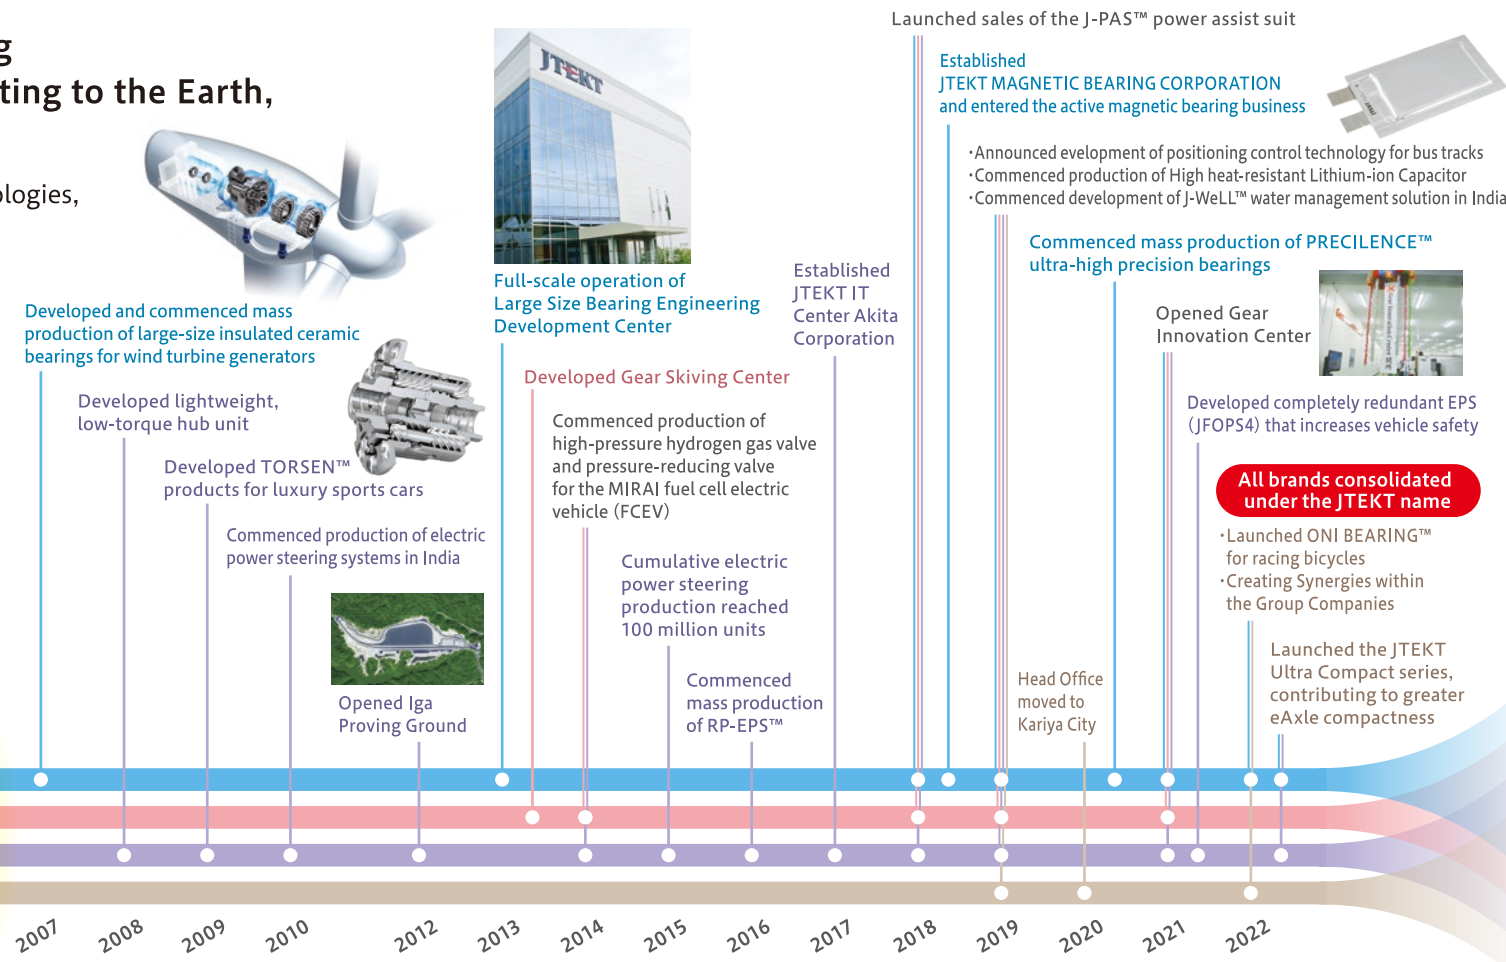 g
ting to the Earth,
ologies,
Developed and commenced mass
production of large-size insulated ceramic
bearings for wind turbine generators
Developed lightweight,
low-torque hub unit
Developed TORSEN™
products for luxury sports cars
Commenced production of electric
power steering systems in India
Opened Iga
Proving Ground
JTEKT
Full-scale operation of
Large Size Bearing Engineering
Development Center
Developed Gear Skiving Center
Commenced production of
high-pressure hydrogen gas valve
and pressure-reducing valve
for the MIRAI fuel cell electric
vehicle (FCEV)
Cumulative electric
power steering
production reached
100 million units
Commenced
mass production
of RP-EPS™
Established
JTEKT IT
Center Akita
Corporation
Launched sales of the J-PAS™ power assist suit
Established
JTEKT MAGNETIC BEARING CORPORATION
and entered the active magnetic bearing business
・Announced evelopment of positioning control technology for bus tracks
・Commenced production of High heat-resistant Lithium-ion Capacitor
・Commenced development of J-WeLL™ water management solution in India
Commenced mass production of PRECILENCE™
ultra-high precision bearings
Head Office
moved to
Kariya City
Opened Gear
Innovation Center
Developed completely redundant EPS
(JFOPS4) that increases vehicle safety
All brands consolidated
under the JTEKT name
・Launched ONI BEARING™
for racing bicycles
・Creating Synergies within
the Group Companies
Launched the JTEKT
Ultra Compact series,
contributing to greater
eAxle compactness
2007
2008
2009
2010
2012
2013
2014
2015
2016
2017
2018
2019
2020
2021
2022